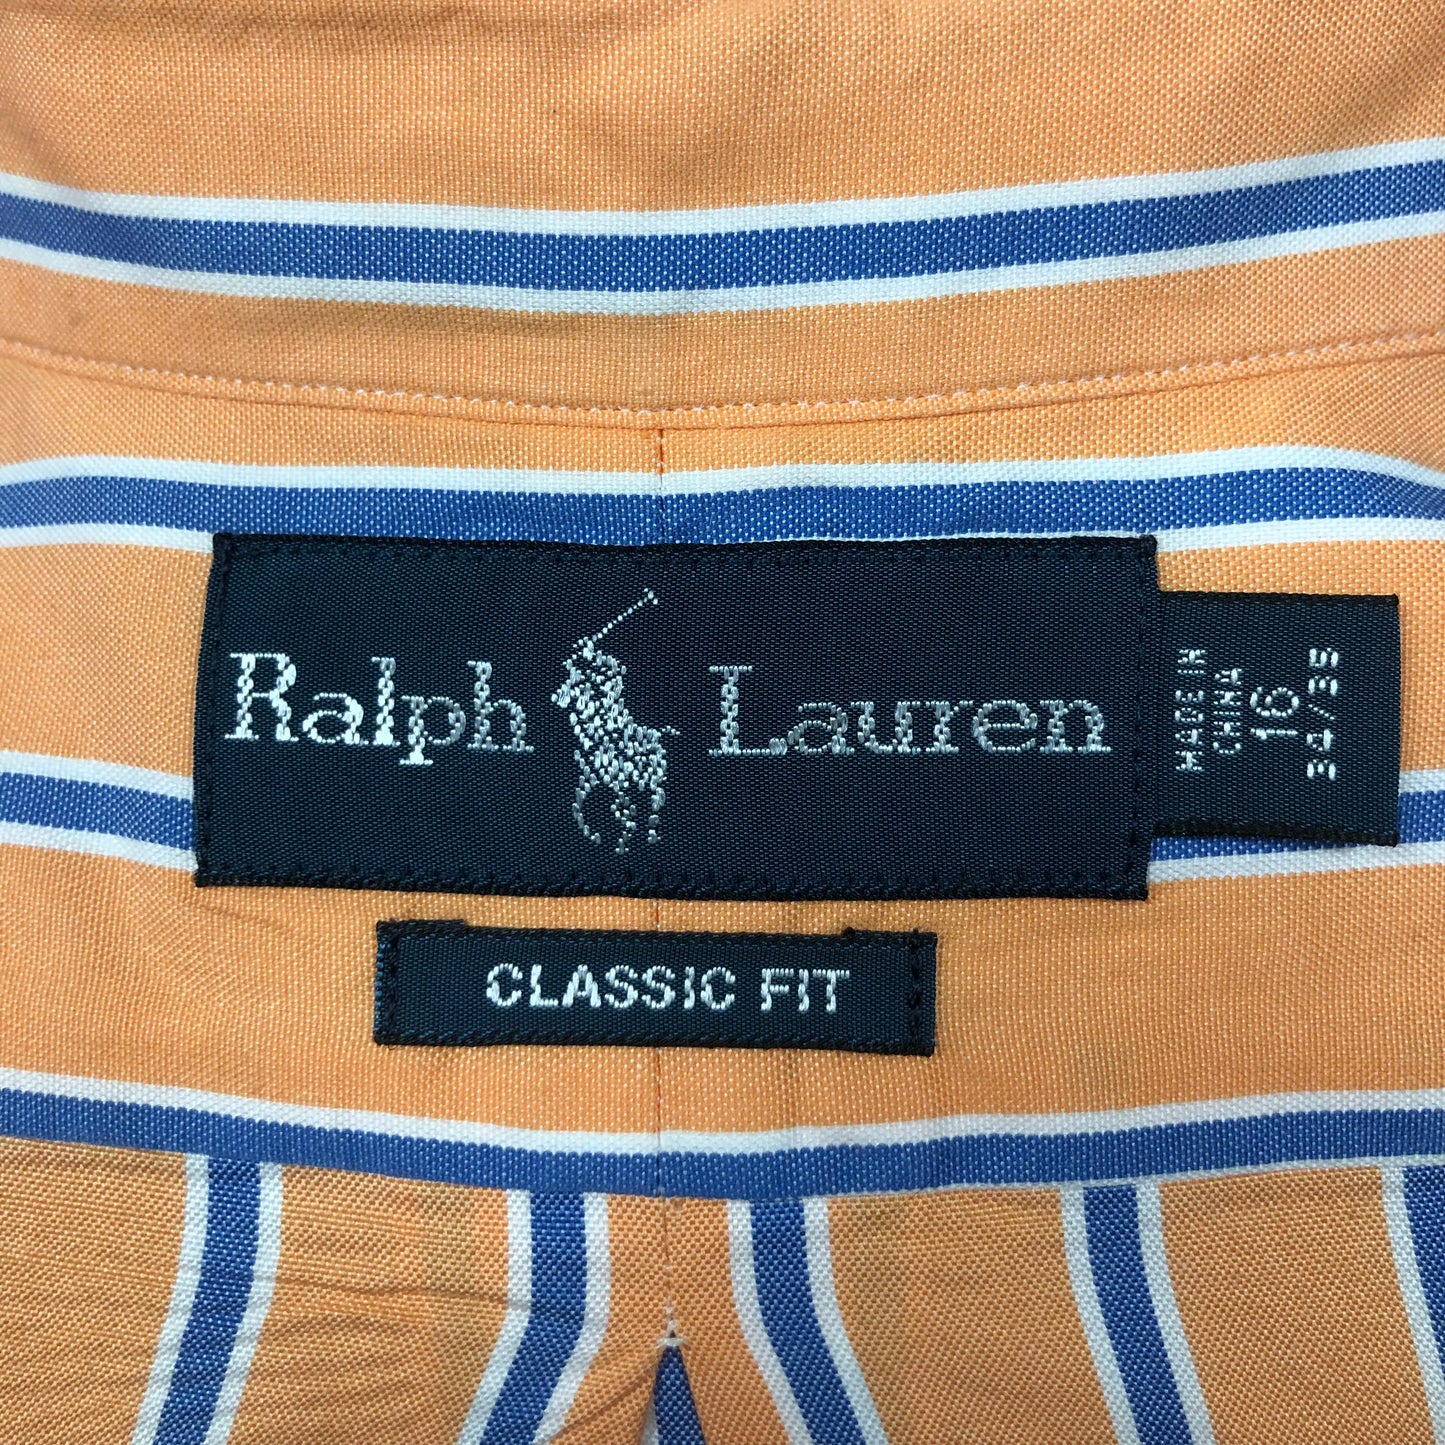 Ralph Lauren
MADE IN
CHINA
16
34/35
CLASSIC FIT